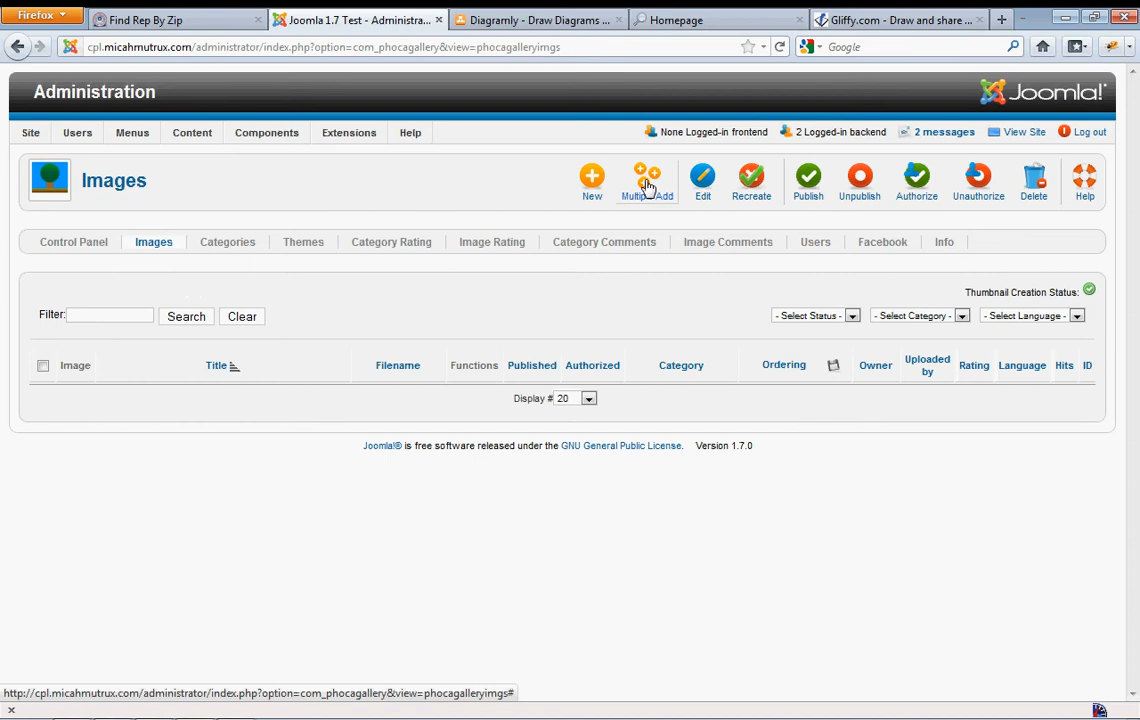 Firefox
Find Rep By Zip
Joomla 1.7 Test - Administra...
Diagramly - Draw Diagrams ...
Homepage
Gliffy.com - Draw and share ...
cpl.micahmutrux.com/administrator/index.php?option=com_phocagallery&view=phocagalleryimgs
Google
Administration
Joomla!
Site Users Menus Content Components Extensions Help
None Logged-in frontend 2 Logged-in backend 2 messages View Site Log out
Images
New Multiple Add Edit Recreate Publish Unpublish Authorize Unauthorize Delete Help
Control Panel Images Categories Themes Category Rating Image Rating Category Comments Image Comments Users Facebook Info
Thumbnail Creation Status:
Filter: Search Clear
- Select Status - - Select Category - - Select Language -
Image Title Filename Functions Published Authorized Category Ordering Owner Uploaded by Rating Language Hits ID
Display # 20
Joomla!® is free software released under the GNU General Public License. Version 1.7.0
http://cpl.micahmutrux.com/administrator/index.php?option=com_phocagallery&view=phocagalleryimgs#